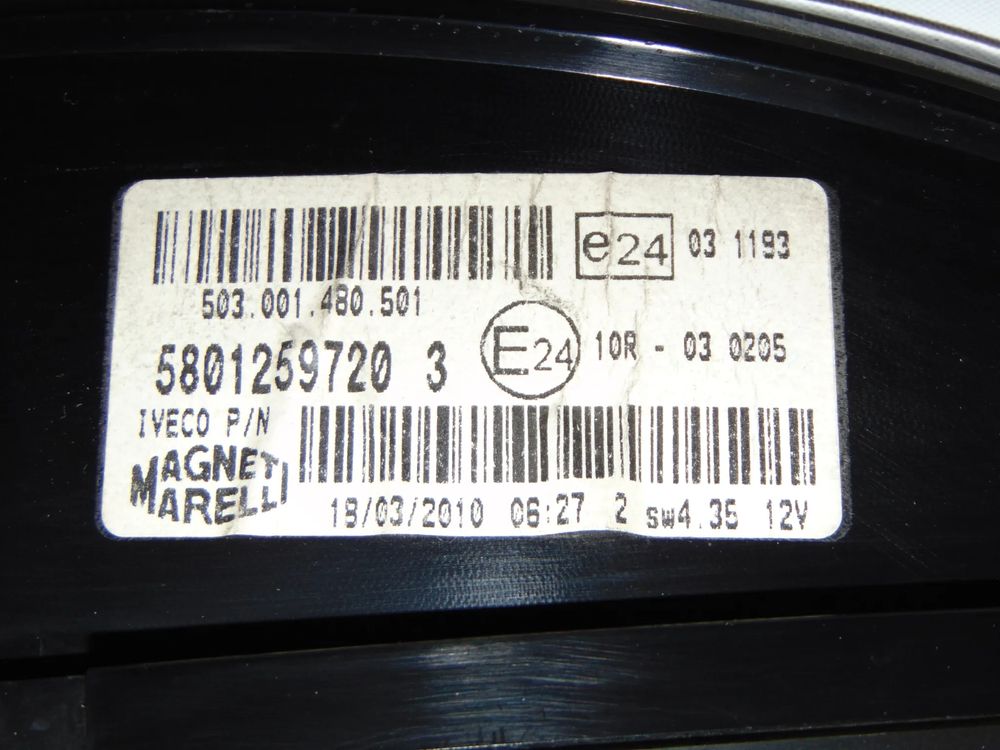 e24 03 1193
503.001.480.501
5801259720 3
E24 10R - 03 0205
IVECO P/N
MAGNETI
MARELLI
18/03/2010 06:27 2 sw4.35 12V